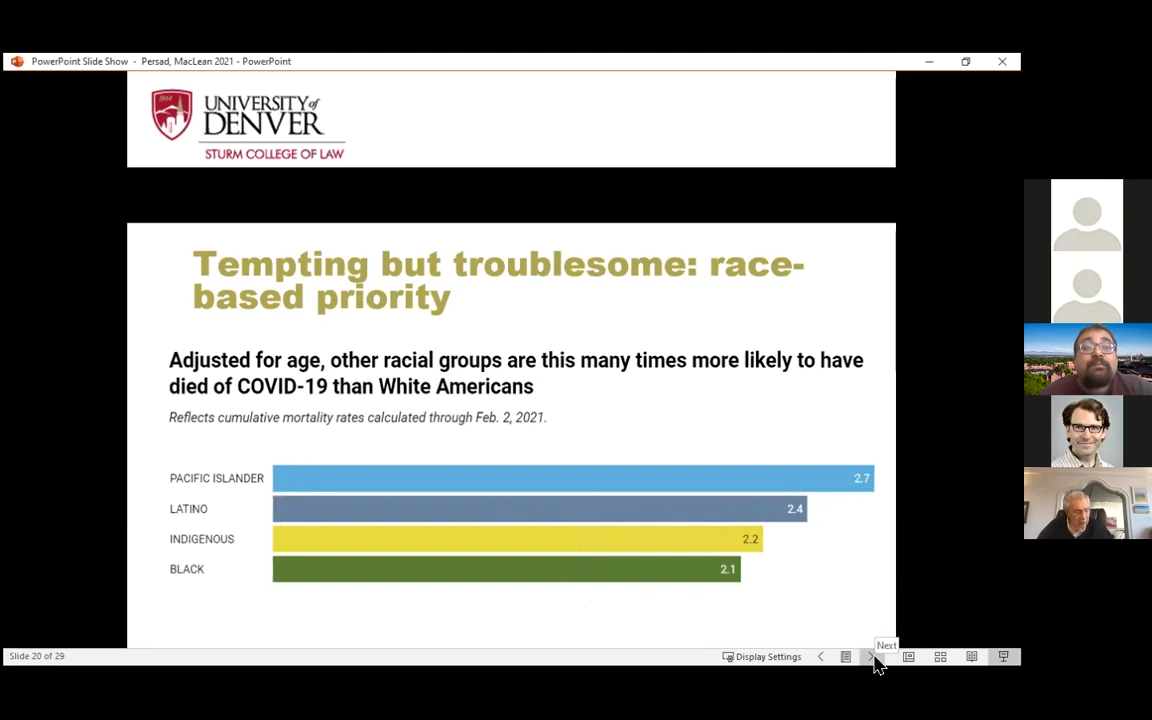 PowerPoint Slide Show - Persad, MacLean 2021 - PowerPoint
1864
UNIVERSITY of
DENVER
STURM COLLEGE OF LAW
Tempting but troublesome: race-
based priority
Adjusted for age, other racial groups are this many times more likely to have
died of COVID-19 than White Americans
Reflects cumulative mortality rates calculated through Feb. 2, 2021.
PACIFIC ISLANDER 2.7
LATINO 2.4
INDIGENOUS 2.2
BLACK 2.1
Next
Slide 20 of 29 Display Settings